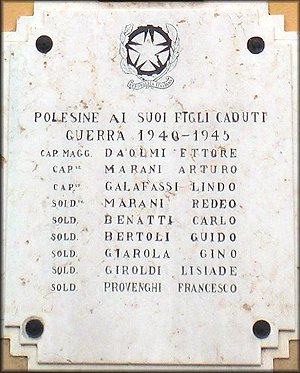 POLESINE AI SUOI FIGLI CADUTI
GUERRA 1940-1945
CAP. MAGG. DAOLMI ETTORE
CAP.LE MARANI ARTURO
CAP.LE GALAFASSI LINDO
SOLD. MARANI REDEO
SOLD. BENATTI CARLO
SOLD. BERTOLI GUIDO
SOLD. GIAROLA GINO
SOLD. GIROLDI LISIADE
SOLD. PROVENGHI FRANCESCO